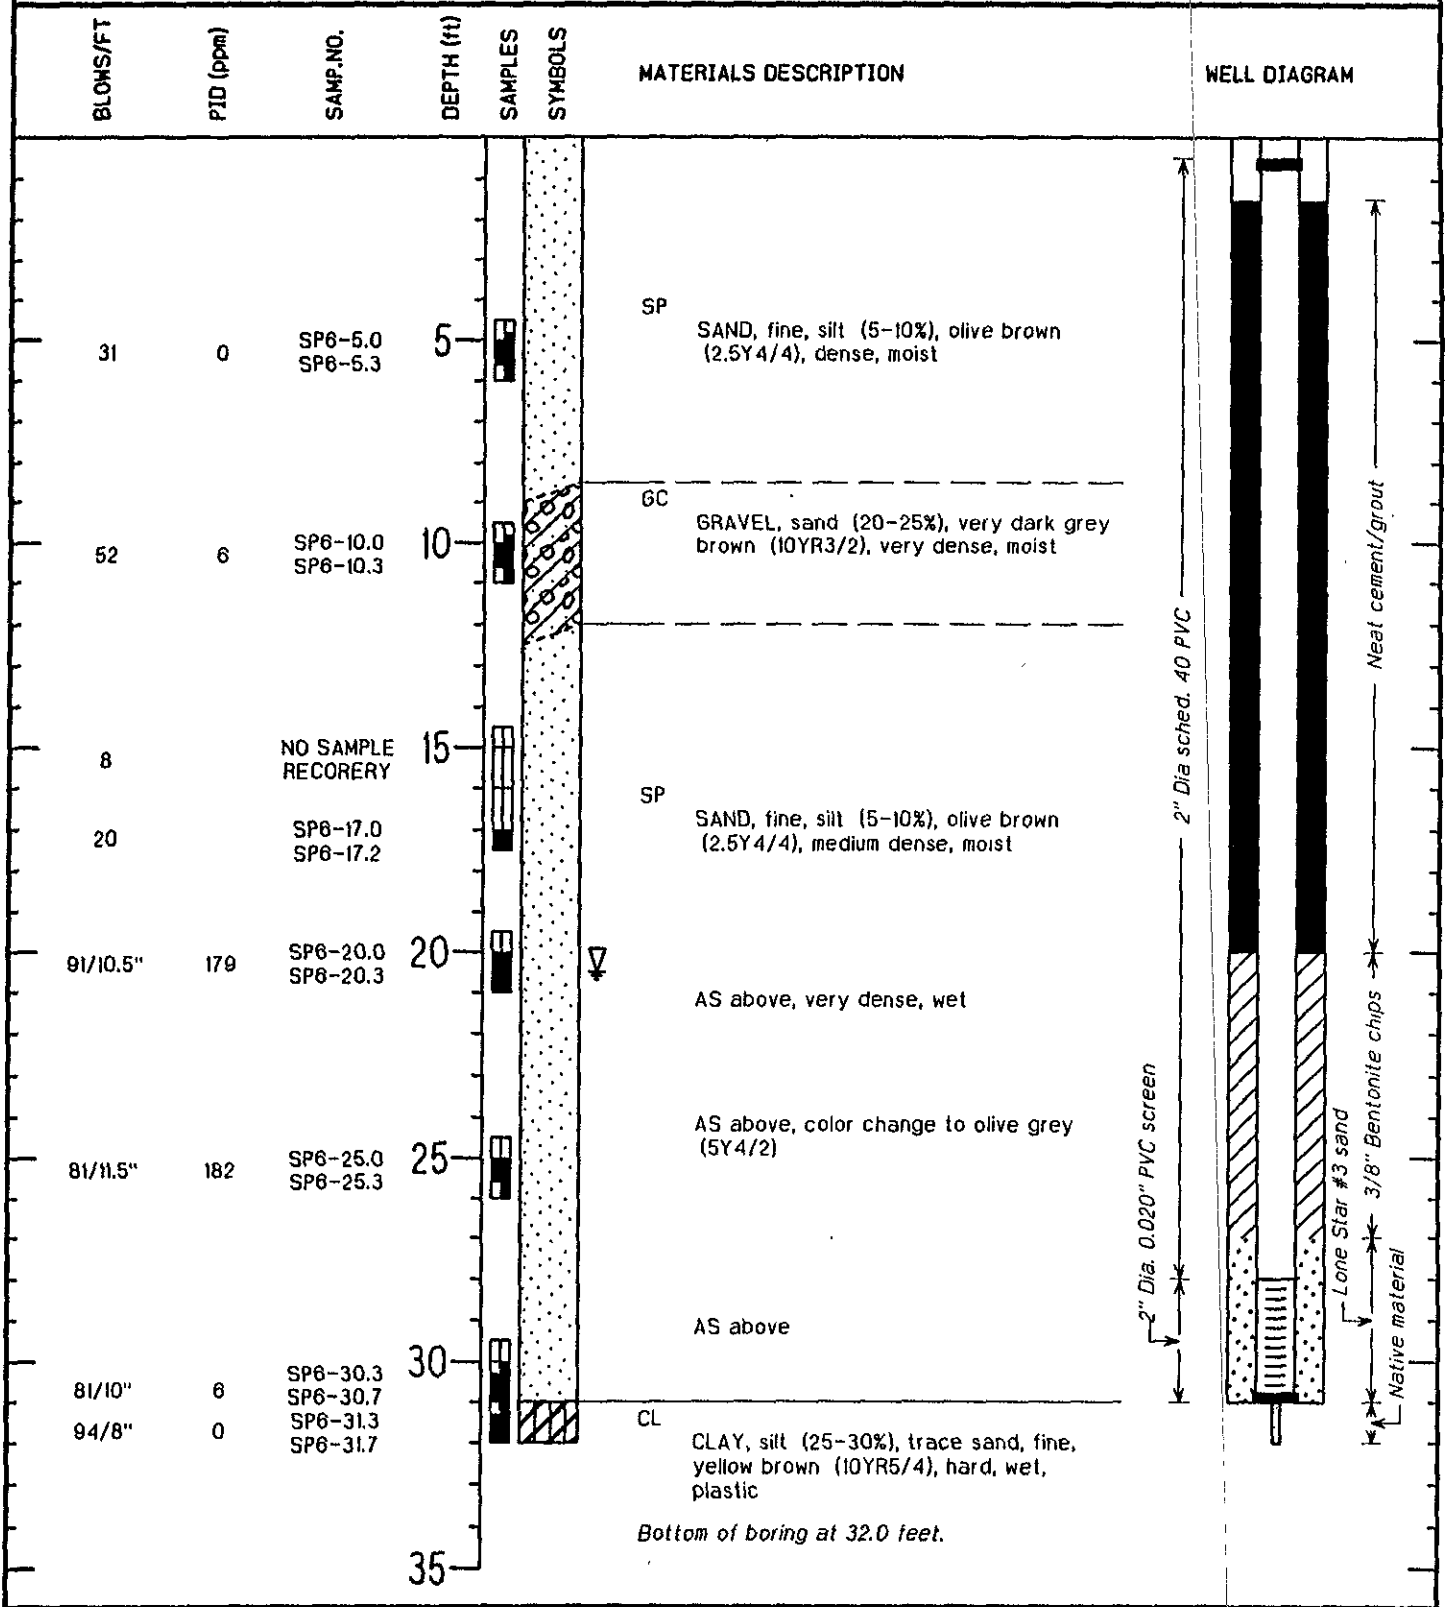 BLOWS/FT
PID (ppm)
SAMP.NO.
DEPTH (ft)
SAMPLES
SYMBOLS
MATERIALS DESCRIPTION
WELL DIAGRAM
SP
31
0
SP6-5.0
SP6-5.3
5
SAND, fine, silt (5-10%), olive brown
(2.5Y4/4), dense, moist
GC
52
6
SP6-10.0
SP6-10.3
10
GRAVEL, sand (20-25%), very dark grey
brown (10YR3/2), very dense, moist
8
NO SAMPLE
RECORERY
15
SP
20
SP6-17.0
SP6-17.2
SAND, fine, silt (5-10%), olive brown
(2.5Y4/4), medium dense, moist
91/10.5"
179
SP6-20.0
SP6-20.3
20
AS above, very dense, wet
81/11.5"
182
SP6-25.0
SP6-25.3
25
AS above, color change to olive grey
(5Y4/2)
AS above
30
81/10"
6
SP6-30.3
SP6-30.7
94/8"
0
SP6-31.3
SP6-31.7
CL
CLAY, silt (25-30%), trace sand, fine,
yellow brown (10YR5/4), hard, wet,
plastic
Bottom of boring at 32.0 feet.
35
2" Dia. 0.020" PVC screen
2" Dia sched. 40 PVC
Lone Star #3 sand
Neat cement/grout
3/8" Bentonite chips
Native material